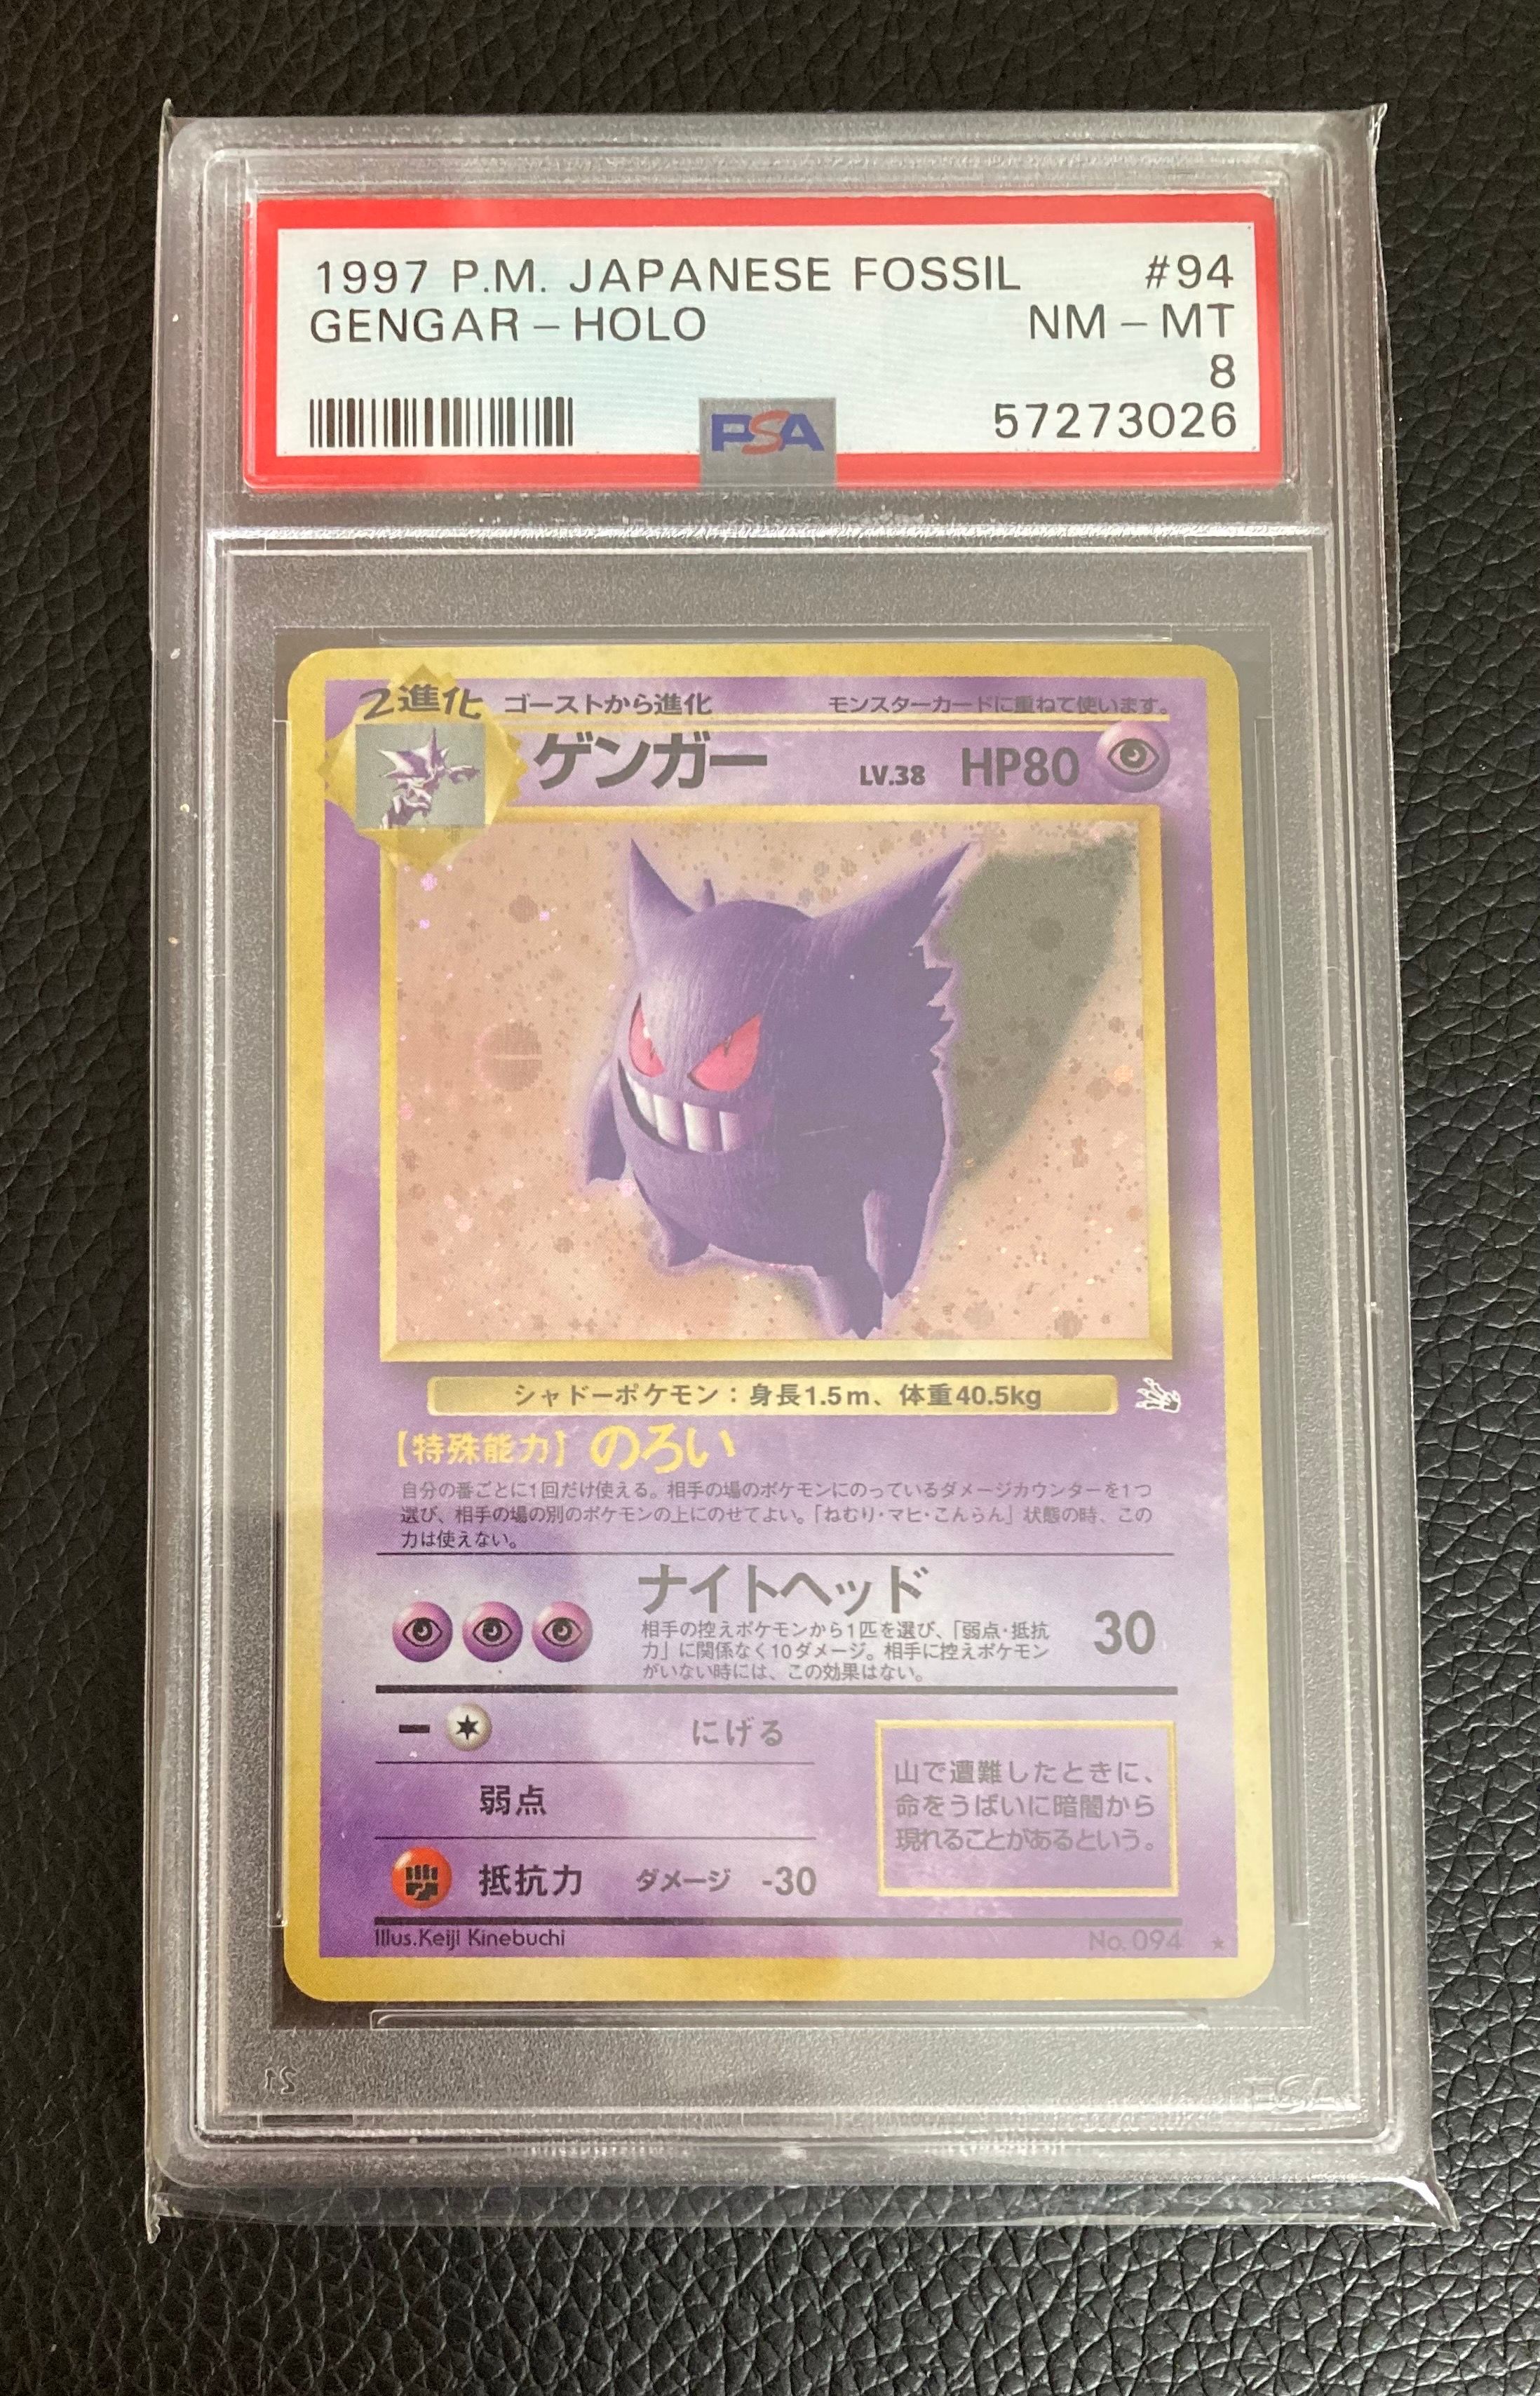 1997 P.M. JAPANESE FOSSIL #94
GENGAR - HOLO NM - MT
8
PSA 57273026
2進化 ゴーストから進化 モンスターカードに重ねて使います。
ゲンガー LV.38 HP80
シャドーポケモン：身長1.5m、体重40.5kg
【特殊能力】 のろい
自分の番ごとに1回だけ使える。相手の場のポケモンにのっているダメージカウンターを1つ
選び、相手の場の別のポケモンの上にのせてよい。「ねむり・マヒ・こんらん」状態の時、この
力は使えない。
ナイトヘッド
相手の控えポケモンから1匹を選び、「弱点・抵抗
力」に関係なく10ダメージ。相手に控えポケモン
がいない時には、この効果はない。
30
にげる
弱点
抵抗力 ダメージ -30
山で遭難したときに、
命をうばいに暗闇から
現れることがあるという。
Illus.Keiji Kinebuchi No.094 ★